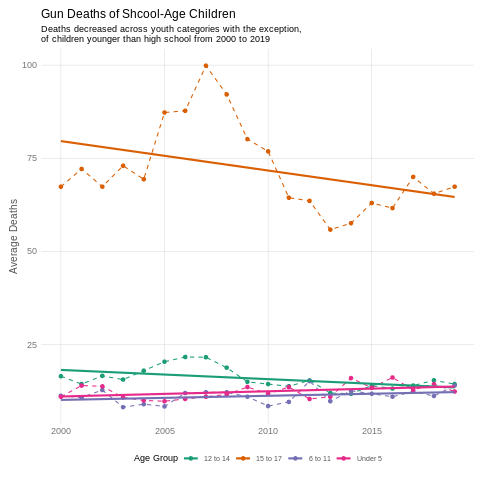 Gun Deaths of Shcool-Age Children
Deaths decreased across youth categories with the exception,
of children younger than high school from 2000 to 2019
100
75
50
25
Average Deaths
2000 2005 2010 2015
Age Group 12 to 14 15 to 17 6 to 11 Under 5